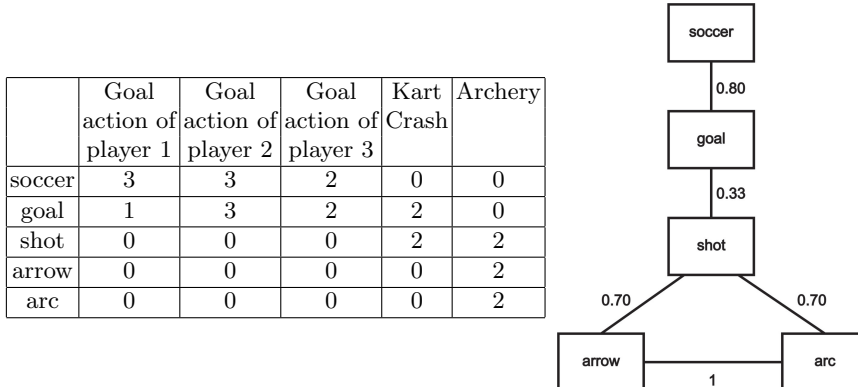 Goal Goal Goal Kart Archery
action of action of action of Crash
player 1 player 2 player 3
soccer 3 3 2 0 0
goal 1 3 2 2 0
shot 0 0 0 2 2
arrow 0 0 0 0 2
arc 0 0 0 0 2
soccer
0.80
goal
0.33
shot
0.70 0.70
arrow arc
1